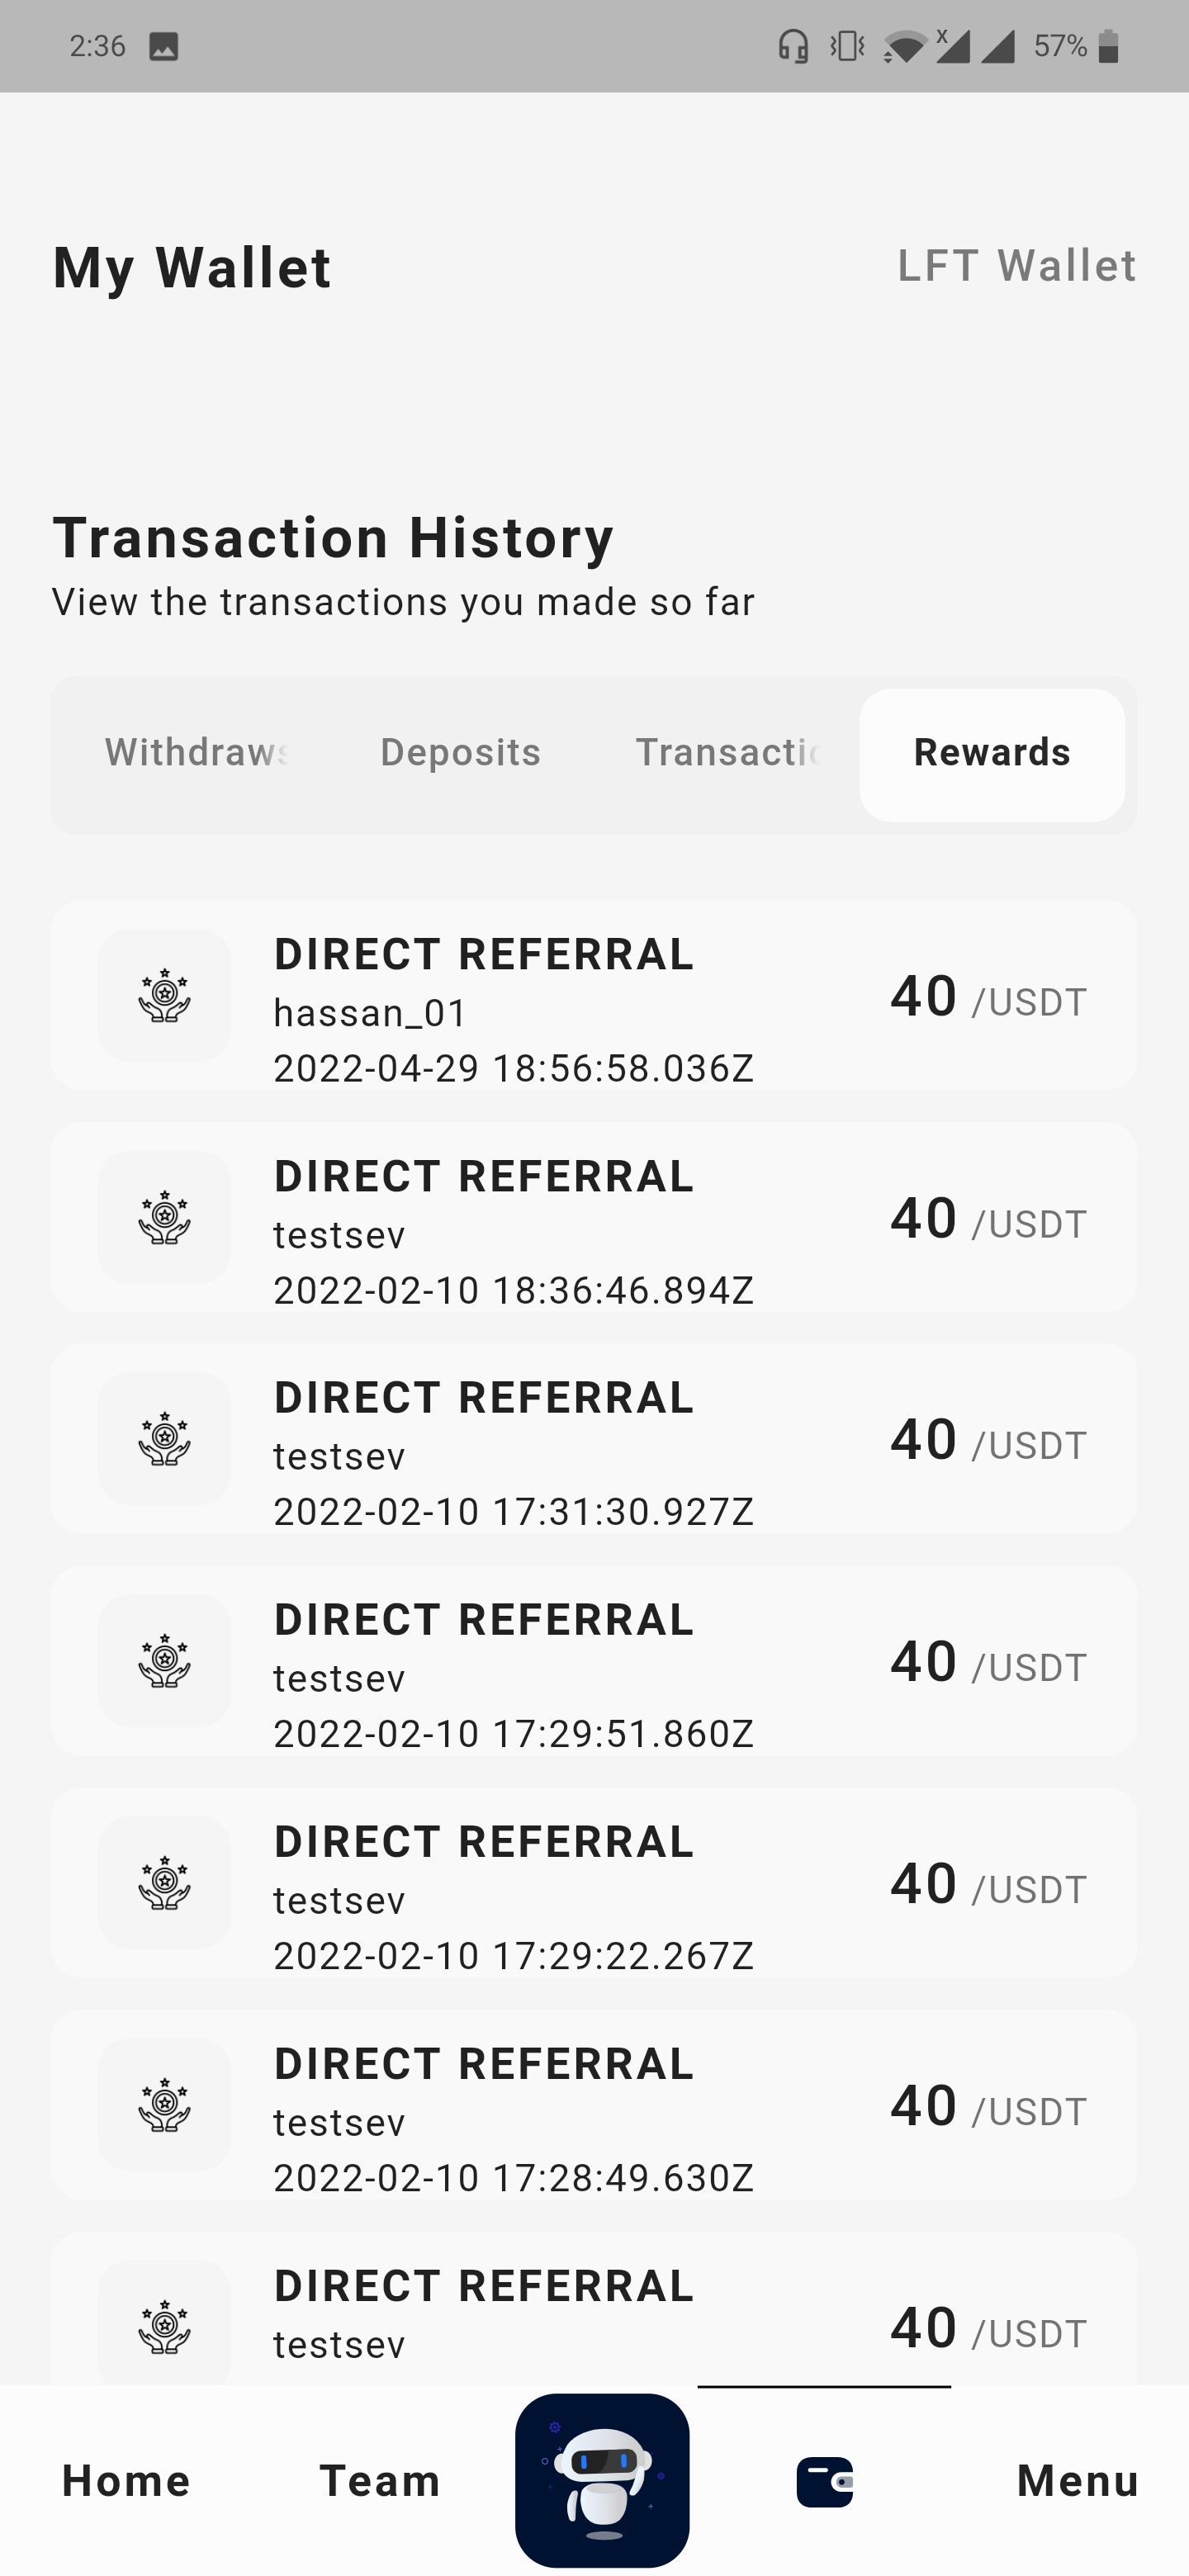 2:36
x
57%
My Wallet
LFT Wallet
Transaction History
View the transactions you made so far
Withdraws
Deposits
Transactio
Rewards
DIRECT REFERRAL
hassan_01
2022-04-29 18:56:58.036Z
40 /USDT
DIRECT REFERRAL
testsev
2022-02-10 18:36:46.894Z
40 /USDT
DIRECT REFERRAL
testsev
2022-02-10 17:31:30.927Z
40 /USDT
DIRECT REFERRAL
testsev
2022-02-10 17:29:51.860Z
40 /USDT
DIRECT REFERRAL
testsev
2022-02-10 17:29:22.267Z
40 /USDT
DIRECT REFERRAL
testsev
2022-02-10 17:28:49.630Z
40 /USDT
DIRECT REFERRAL
testsev
40 /USDT
Home
Team
Menu